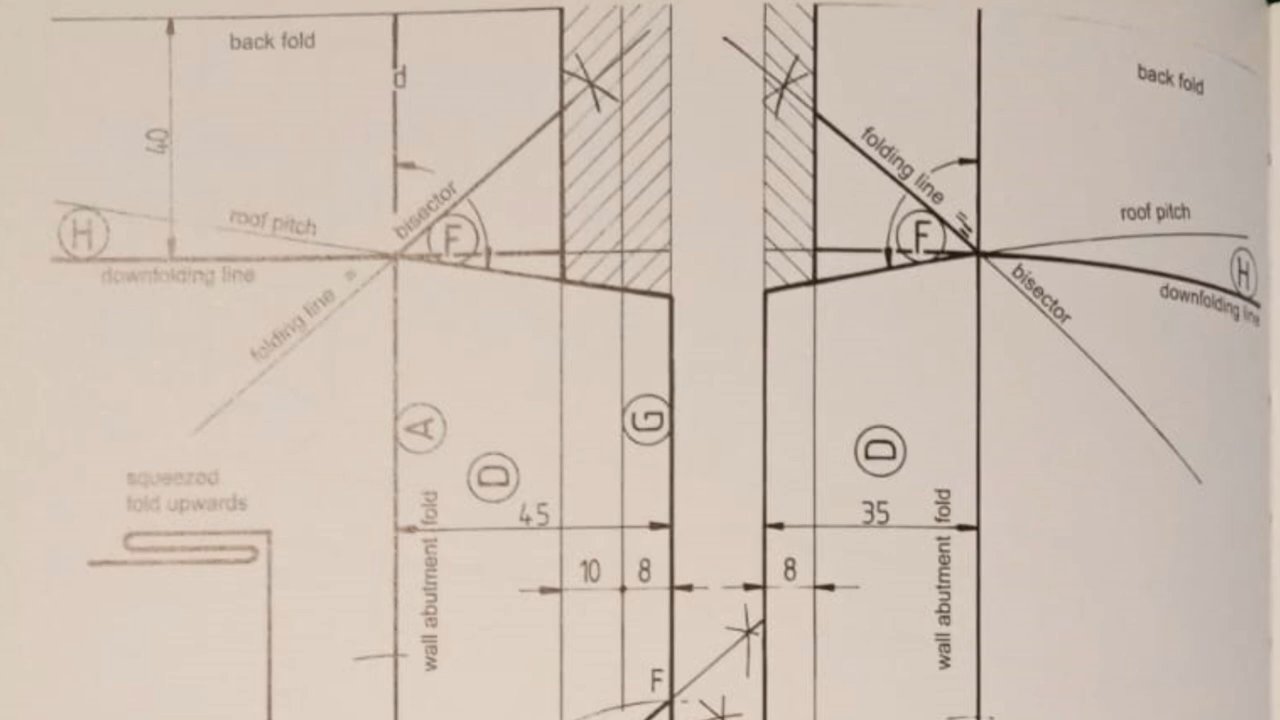 back fold
d
40
H
roof pitch
bisector
F
downfolding line
folding line
A
D
G
squeezed
fold upwards
45
wall abutment fold
10
8
F
back fold
folding line
F
roof pitch
H
bisector
downfolding line
D
35
8
wall abutment fold